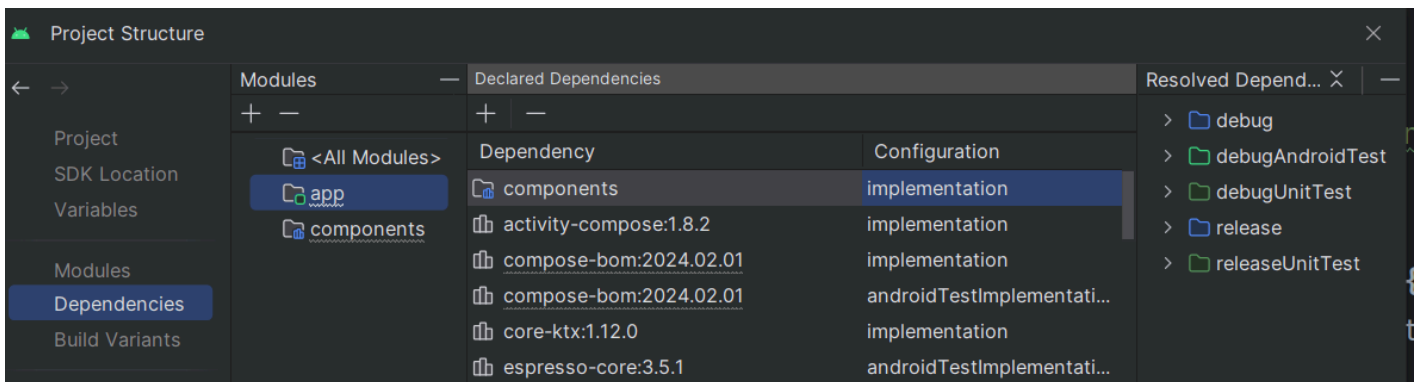 Project Structure
Project
SDK Location
Variables
Modules
Dependencies
Build Variants
Modules
<All Modules>
app
components
Declared Dependencies
Dependency Configuration
components implementation
activity-compose:1.8.2 implementation
compose-bom:2024.02.01 implementation
compose-bom:2024.02.01 androidTestImplementati...
core-ktx:1.12.0 implementation
espresso-core:3.5.1 androidTestImplementati...
Resolved Depend...
debug
debugAndroidTest
debugUnitTest
release
releaseUnitTest